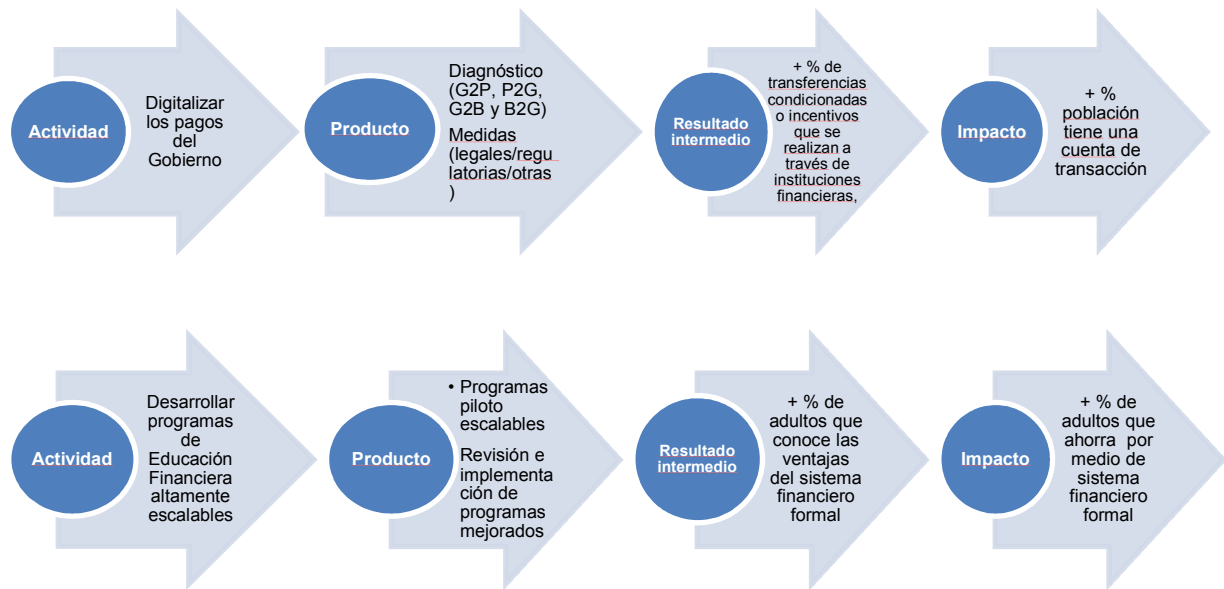 Actividad
Digitalizar
los pagos
del
Gobierno
Producto
Diagnóstico
(G2P, P2G,
G2B y B2G)
Medidas
(legales/regu
latorias/otras
)
Resultado
intermedio
+ % de
transferencias
condicionadas
o incentivos
que se
realizan a
través de
instituciones
financieras,
Impacto
+ %
población
tiene una
cuenta de
transacción
Actividad
Desarrollar
programas
de
Educación
Financiera
altamente
escalables
Producto
• Programas
piloto
escalables
Revisión e
implementa
ción de
programas
mejorados
Resultado
intermedio
+ % de
adultos que
conoce las
ventajas
del sistema
financiero
formal
Impacto
+ % de
adultos que
ahorra por
medio de
sistema
financiero
formal